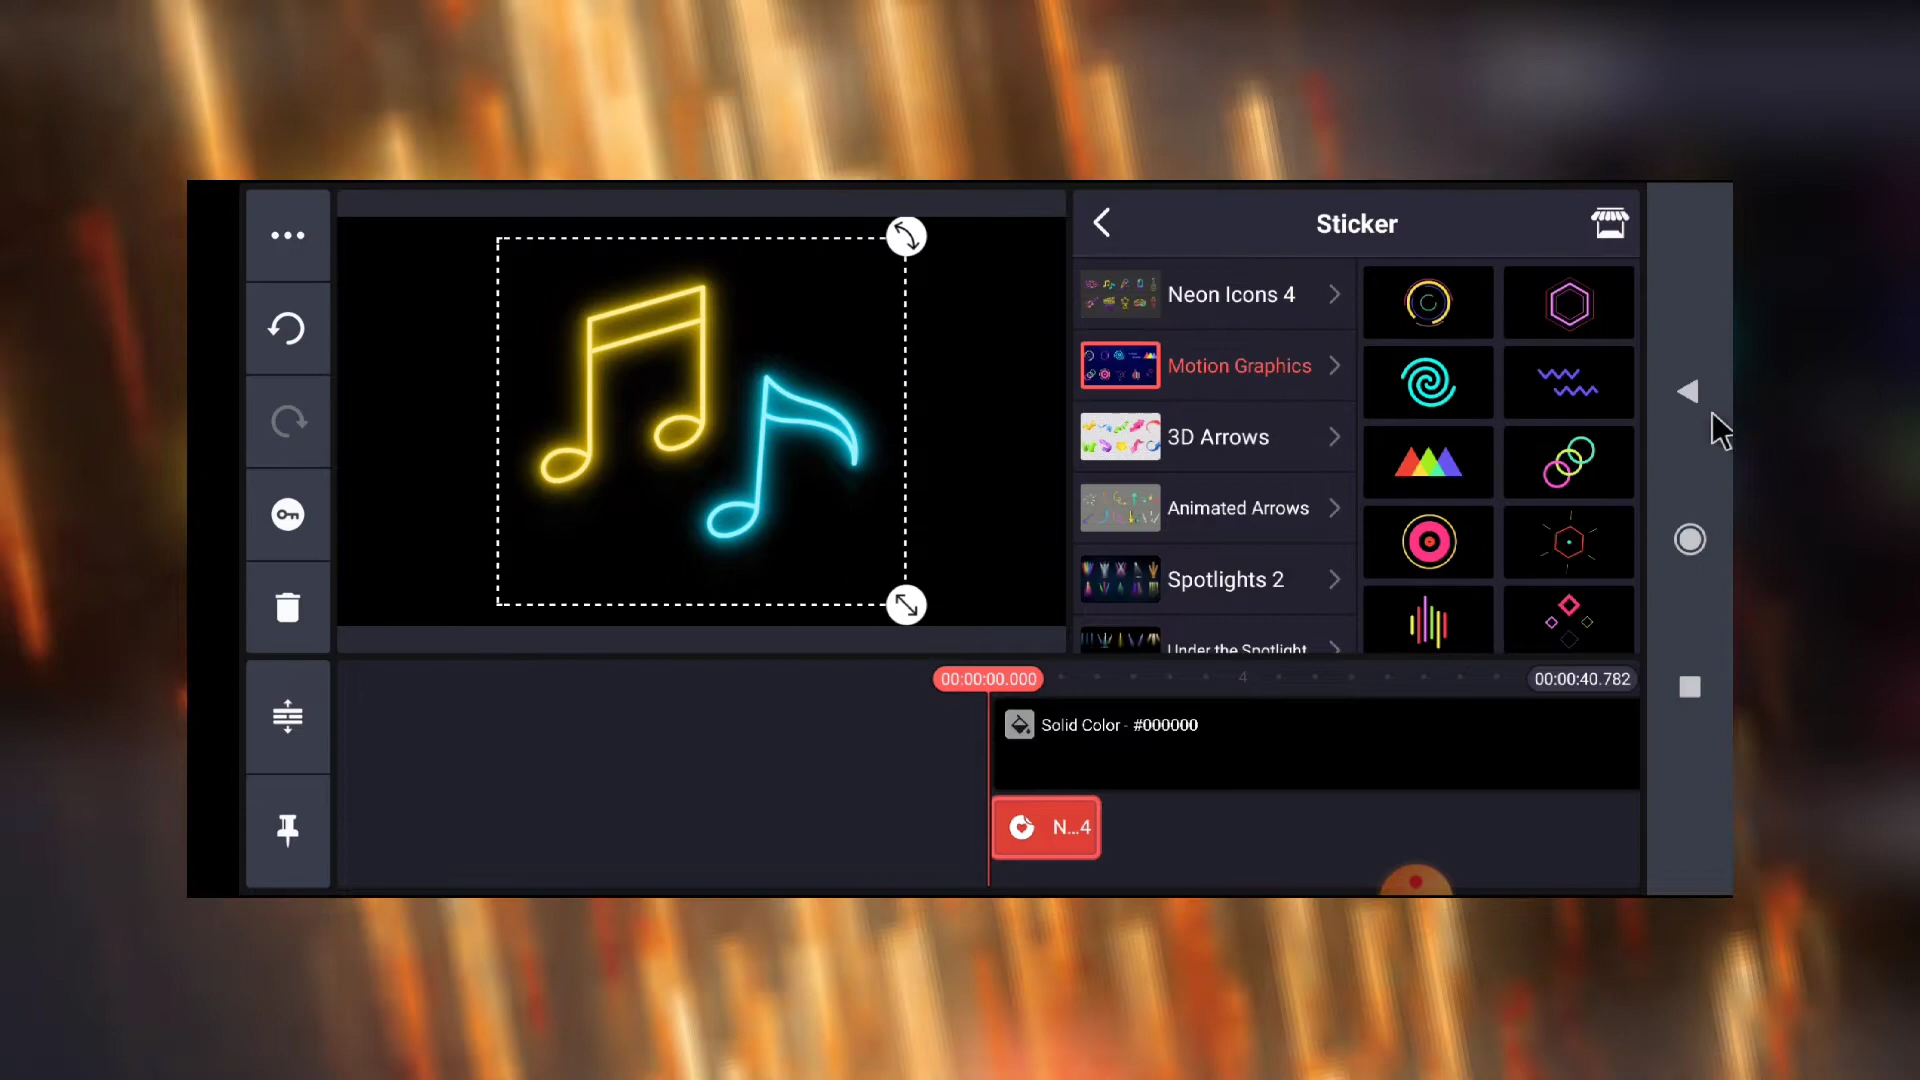 Sticker
Neon Icons 4
Motion Graphics
3D Arrows
Animated Arrows
Spotlights 2
Under the Spotlight
00:00:00.000
4
00:00:40.782
Solid Color - #000000
N...4